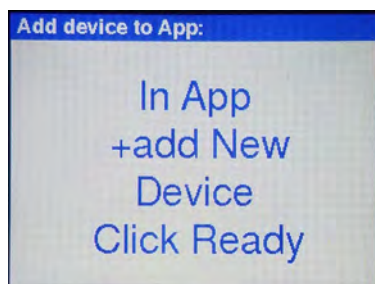 Add device to App:
In App
+add New
Device
Click Ready